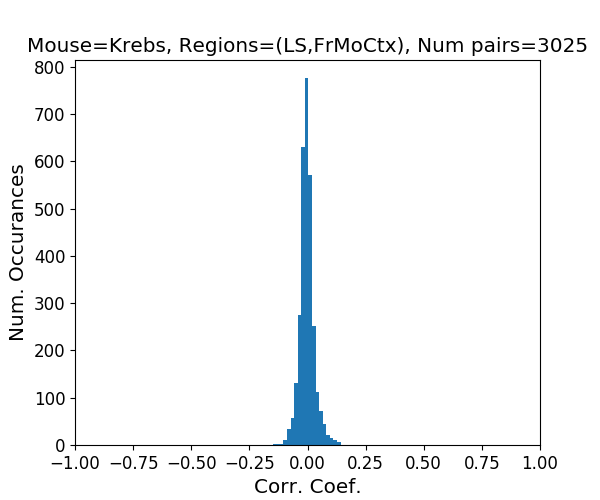 Mouse=Krebs, Regions=(LS,FrMoCtx), Num pairs=3025
800
700
600
500
400
300
200
100
0
Num. Occurances
−1.00 −0.75 −0.50 −0.25 0.00 0.25 0.50 0.75 1.00
Corr. Coef.